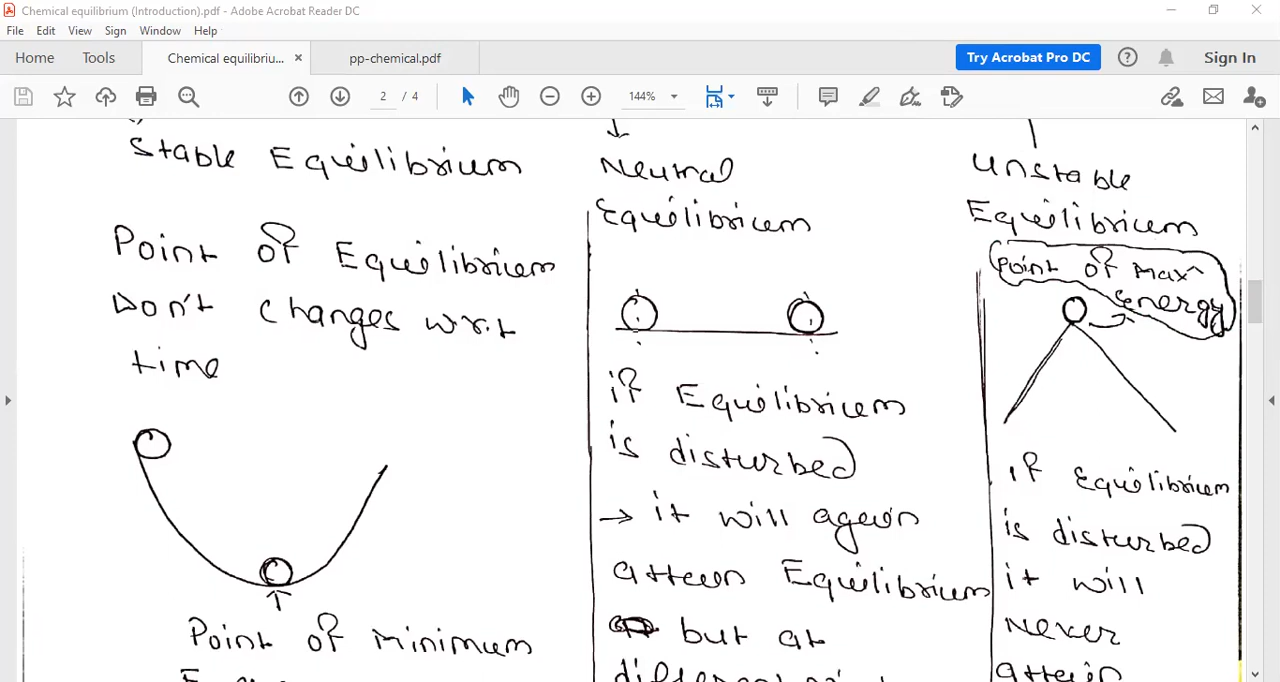 Chemical equilibrium (Introduction).pdf - Adobe Acrobat Reader DC
File Edit View Sign Window Help
Home Tools Chemical equilibriu... × pp-chemical.pdf Try Acrobat Pro DC Sign In
2 / 4 144%
Stable Equilibrium
Point of Equilibrium
Don't changes w.r.t
time
Point of Minimum
Neutral
Equilibrium
if Equilibrium
is disturbed
→ it will again
attain Equilibrium
but at
different
Unstable
Equilibrium
Point of Max^
Energy
if Equilibrium
is disturbed
it will
Never
attain